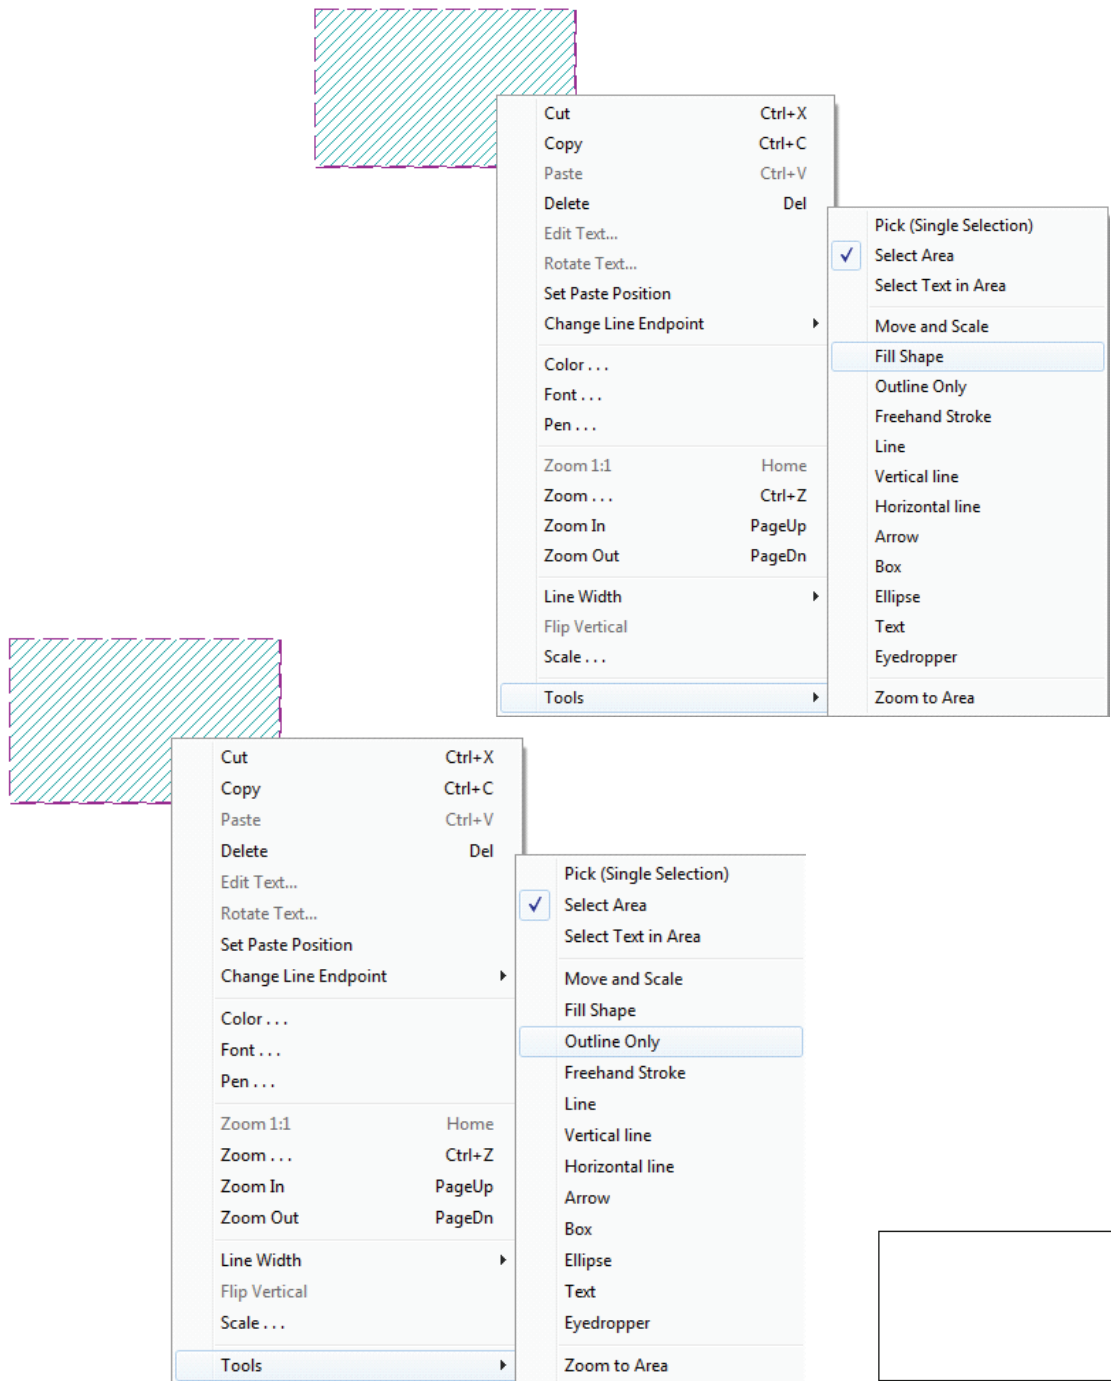 Cut Ctrl+X
Copy Ctrl+C
Paste Ctrl+V
Delete Del
Edit Text...
Rotate Text...
Set Paste Position
Change Line Endpoint
Color . . .
Font . . .
Pen . . .
Zoom 1:1 Home
Zoom . . . Ctrl+Z
Zoom In PageUp
Zoom Out PageDn
Line Width
Flip Vertical
Scale . . .
Tools
Pick (Single Selection)
Select Area
Select Text in Area
Move and Scale
Fill Shape
Outline Only
Freehand Stroke
Line
Vertical line
Horizontal line
Arrow
Box
Ellipse
Text
Eyedropper
Zoom to Area
Cut Ctrl+X
Copy Ctrl+C
Paste Ctrl+V
Delete Del
Edit Text...
Rotate Text...
Set Paste Position
Change Line Endpoint
Color . . .
Font . . .
Pen . . .
Zoom 1:1 Home
Zoom . . . Ctrl+Z
Zoom In PageUp
Zoom Out PageDn
Line Width
Flip Vertical
Scale . . .
Tools
Pick (Single Selection)
Select Area
Select Text in Area
Move and Scale
Fill Shape
Outline Only
Freehand Stroke
Line
Vertical line
Horizontal line
Arrow
Box
Ellipse
Text
Eyedropper
Zoom to Area